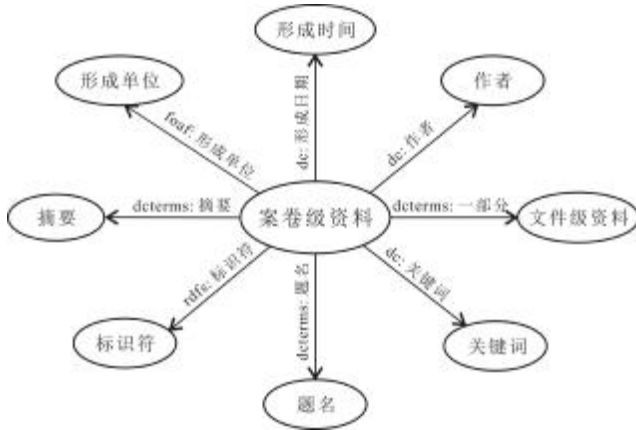 形成时间
形成单位
作者
foaf: 形成单位
dc: 形成日期
dc: 作者
摘要
dcterms: 摘要
案卷级资料
dcterms: 一部分
文件级资料
rdfs: 标识符
dcterms: 题名
dc: 关键词
标识符
关键词
题名